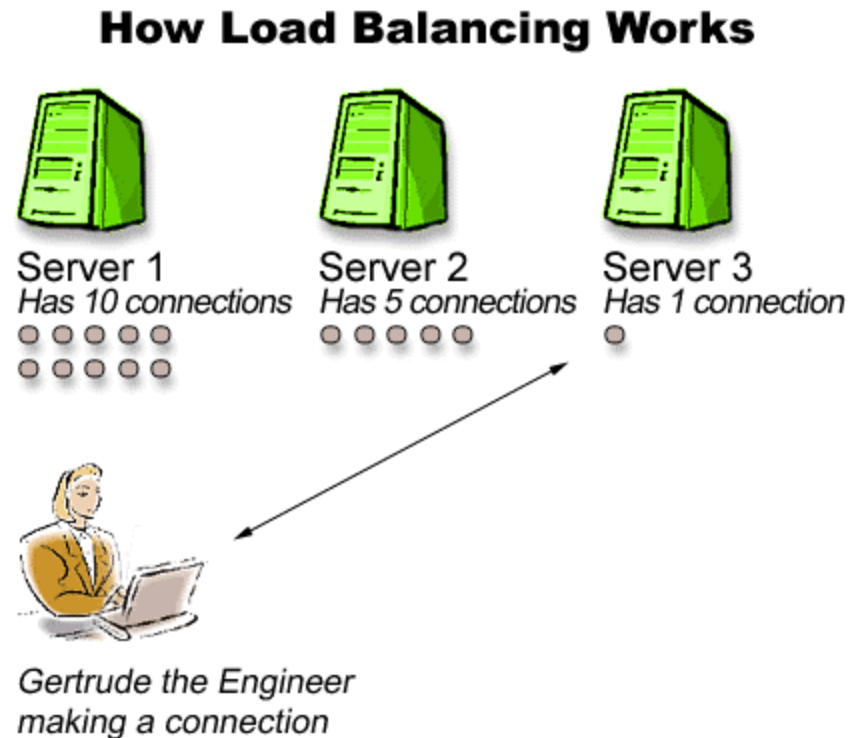 How Load Balancing Works
Server 1
Has 10 connections
Server 2
Has 5 connections
Server 3
Has 1 connection
Gertrude the Engineer
making a connection